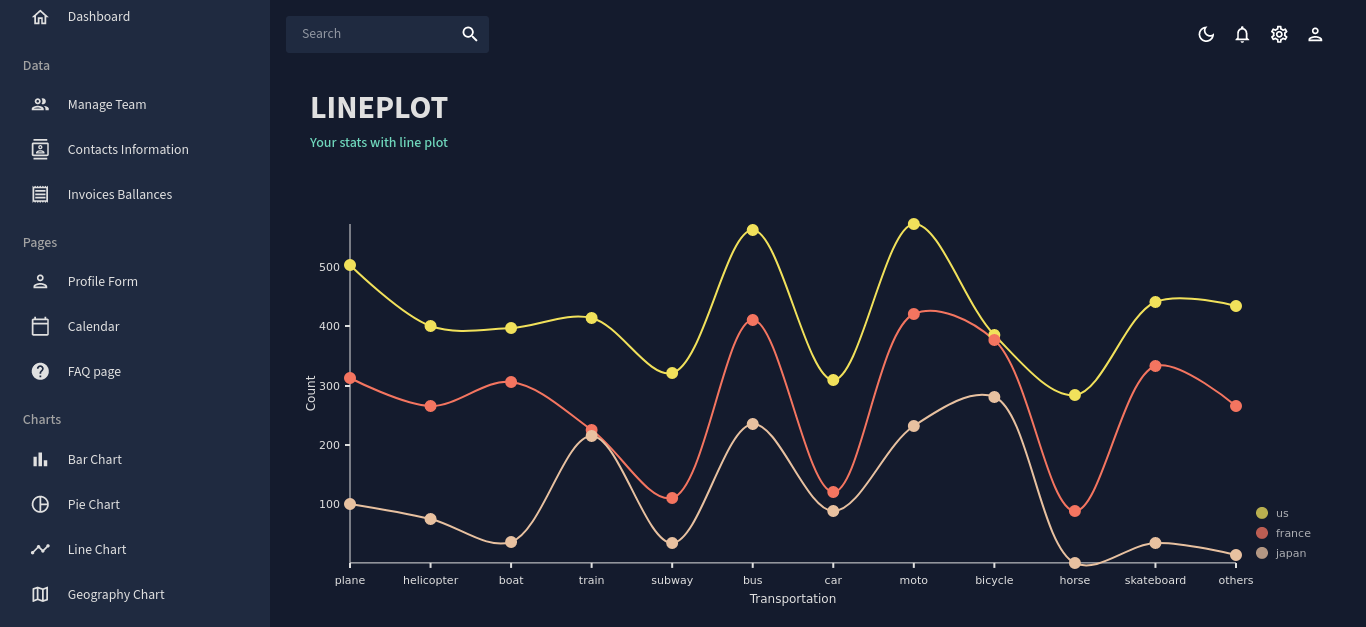 Dashboard
Data
Manage Team
Contacts Information
Invoices Ballances
Pages
Profile Form
Calendar
FAQ page
Charts
Bar Chart
Pie Chart
Line Chart
Geography Chart
Search
LINEPLOT
Your stats with line plot
500
400
300
200
100
Count
plane helicopter boat train subway bus car moto bicycle horse skateboard others
Transportation
us
france
japan